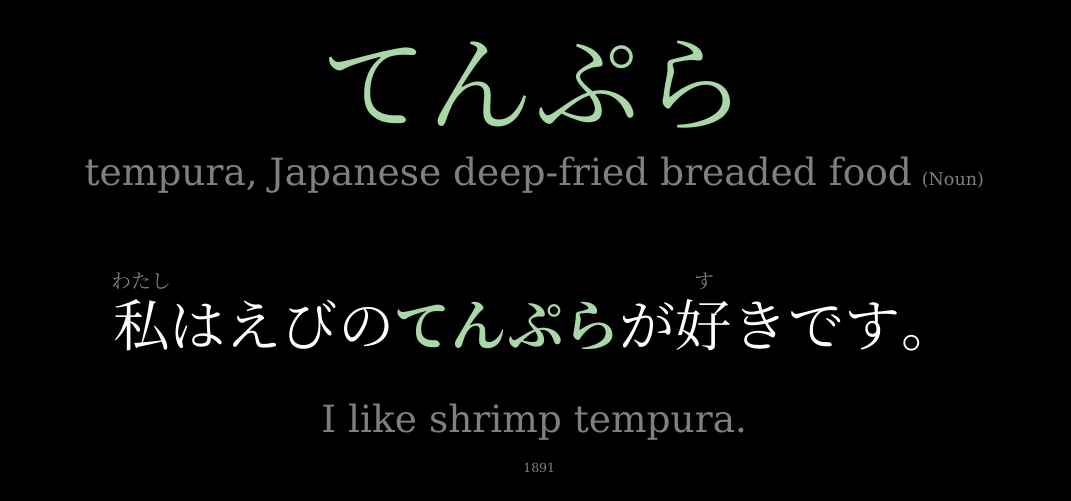 てんぷら
tempura, Japanese deep-fried breaded food (Noun)
わたし す
私はえびのてんぷらが好きです。
I like shrimp tempura.
1891